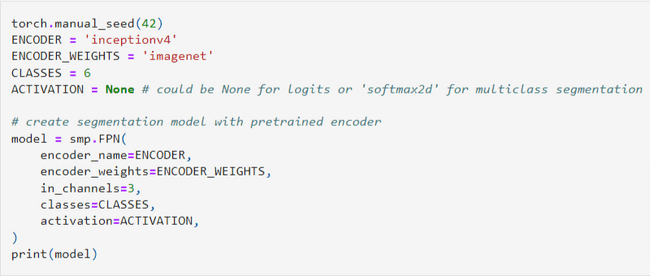 torch.manual_seed(42)
ENCODER = 'inceptionv4'
ENCODER_WEIGHTS = 'imagenet'
CLASSES = 6
ACTIVATION = None # could be None for logits or 'softmax2d' for multiclass segmentation

# create segmentation model with pretrained encoder
model = smp.FPN(
    encoder_name=ENCODER,
    encoder_weights=ENCODER_WEIGHTS,
    in_channels=3,
    classes=CLASSES,
    activation=ACTIVATION,
)
print(model)